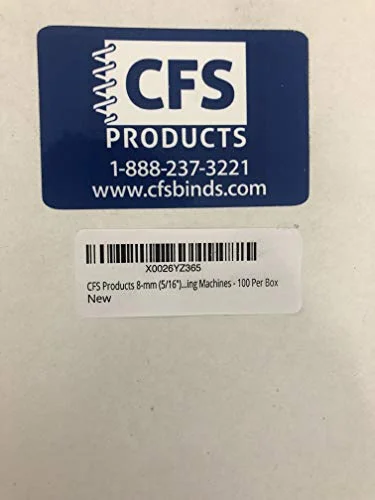 CFS
PRODUCTS
1-888-237-3221
www.cfsbinds.com
X0026YZ365
CFS Products 8-mm (5/16")...ing Machines - 100 Per Box
New